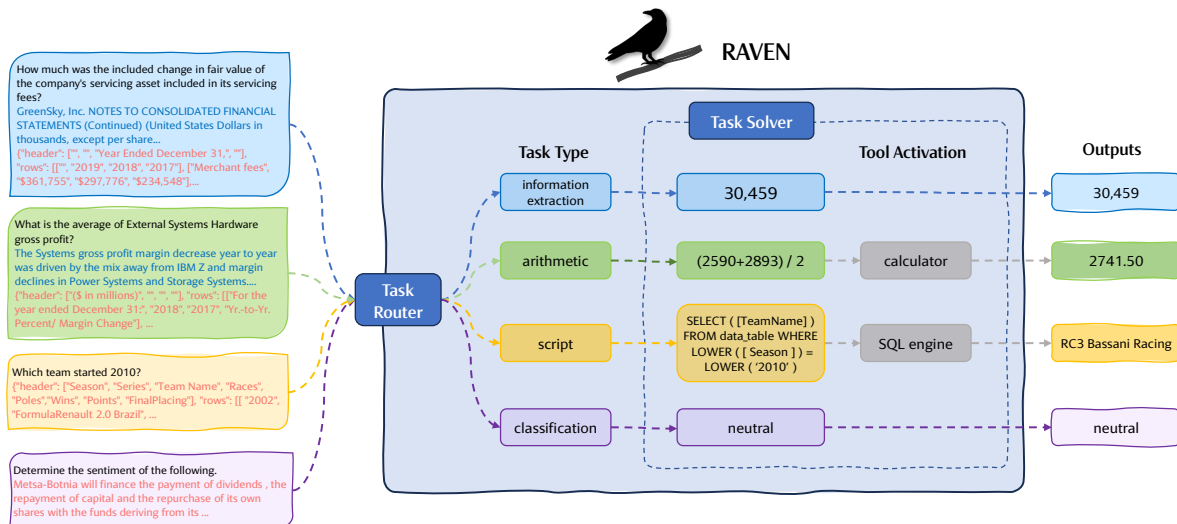 RAVEN
How much was the included change in fair value of
the company's servicing asset included in its servicing
fees?
GreenSky, Inc. NOTES TO CONSOLIDATED FINANCIAL
STATEMENTS (Continued) (United States Dollars in
thousands, except per share...
{"header": ["", "", "Year Ended December 31,", ""],
"rows": [["", "2019", "2018", "2017"], ["Merchant fees",
"$361,755", "$297,776", "$234,548"],...
What is the average of External Systems Hardware
gross profit?
The Systems gross profit margin decrease year to year
was driven by the mix away from IBM Z and margin
declines in Power Systems and Storage Systems....
{"header": ["($ in millions)", "", "", ""], "rows": [["For the
year ended December 31:", "2018", "2017", "Yr.-to-Yr.
Percent/ Margin Change"], ...
Which team started 2010?
{"header": ["Season", "Series", "Team Name", "Races",
"Poles","Wins", "Points", "FinalPlacing"], "rows": [[ "2002",
"FormulaRenault 2.0 Brazil", ...
Determine the sentiment of the following.
Metsa-Botnia will finance the payment of dividends , the
repayment of capital and the repurchase of its own
shares with the funds deriving from its ...
Task
Router
Task Solver
Task Type
Tool Activation
Outputs
information
extraction
30,459
30,459
arithmetic
(2590+2893) / 2
calculator
2741.50
script
SELECT ( [TeamName] )
FROM data_table WHERE
LOWER ( [ Season ] ) =
LOWER ( ‘2010’ )
SQL engine
RC3 Bassani Racing
classification
neutral
neutral